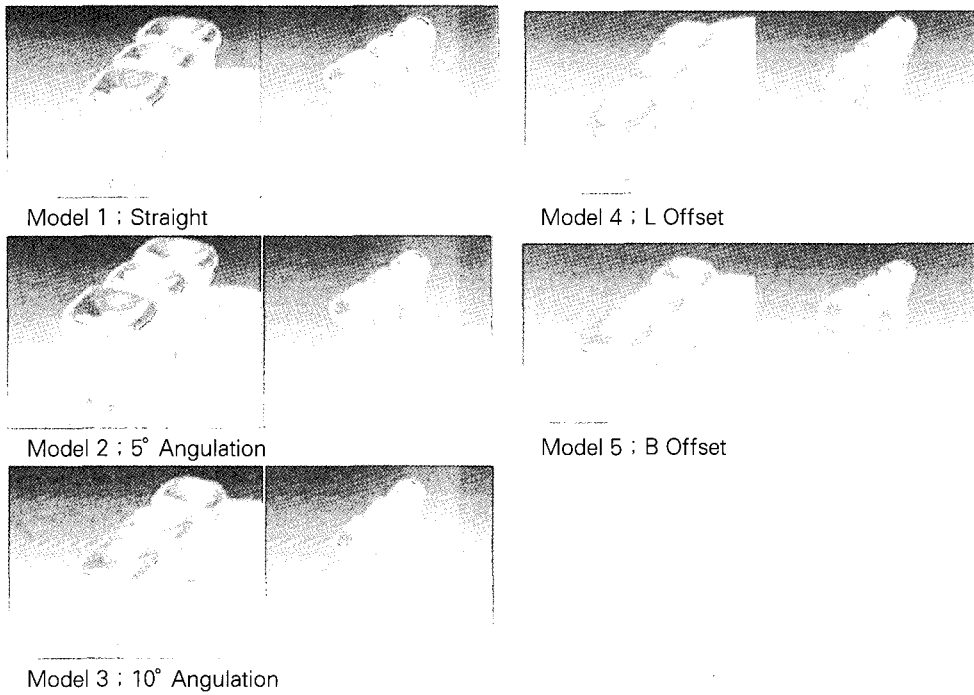 Model 1 ; Straight
Model 2 ; 5° Angulation
Model 3 ; 10° Angulation
Model 4 ; L Offset
Model 5 ; B Offset